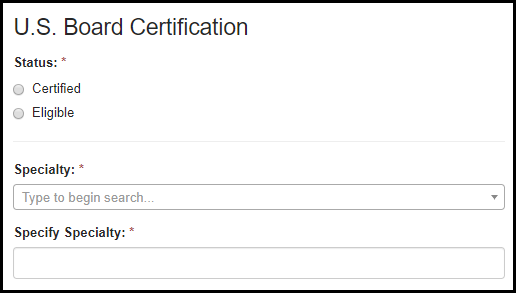 U.S. Board Certification
Status: *
Certified
Eligible
Specialty: *
Type to begin search...
Specify Specialty: *